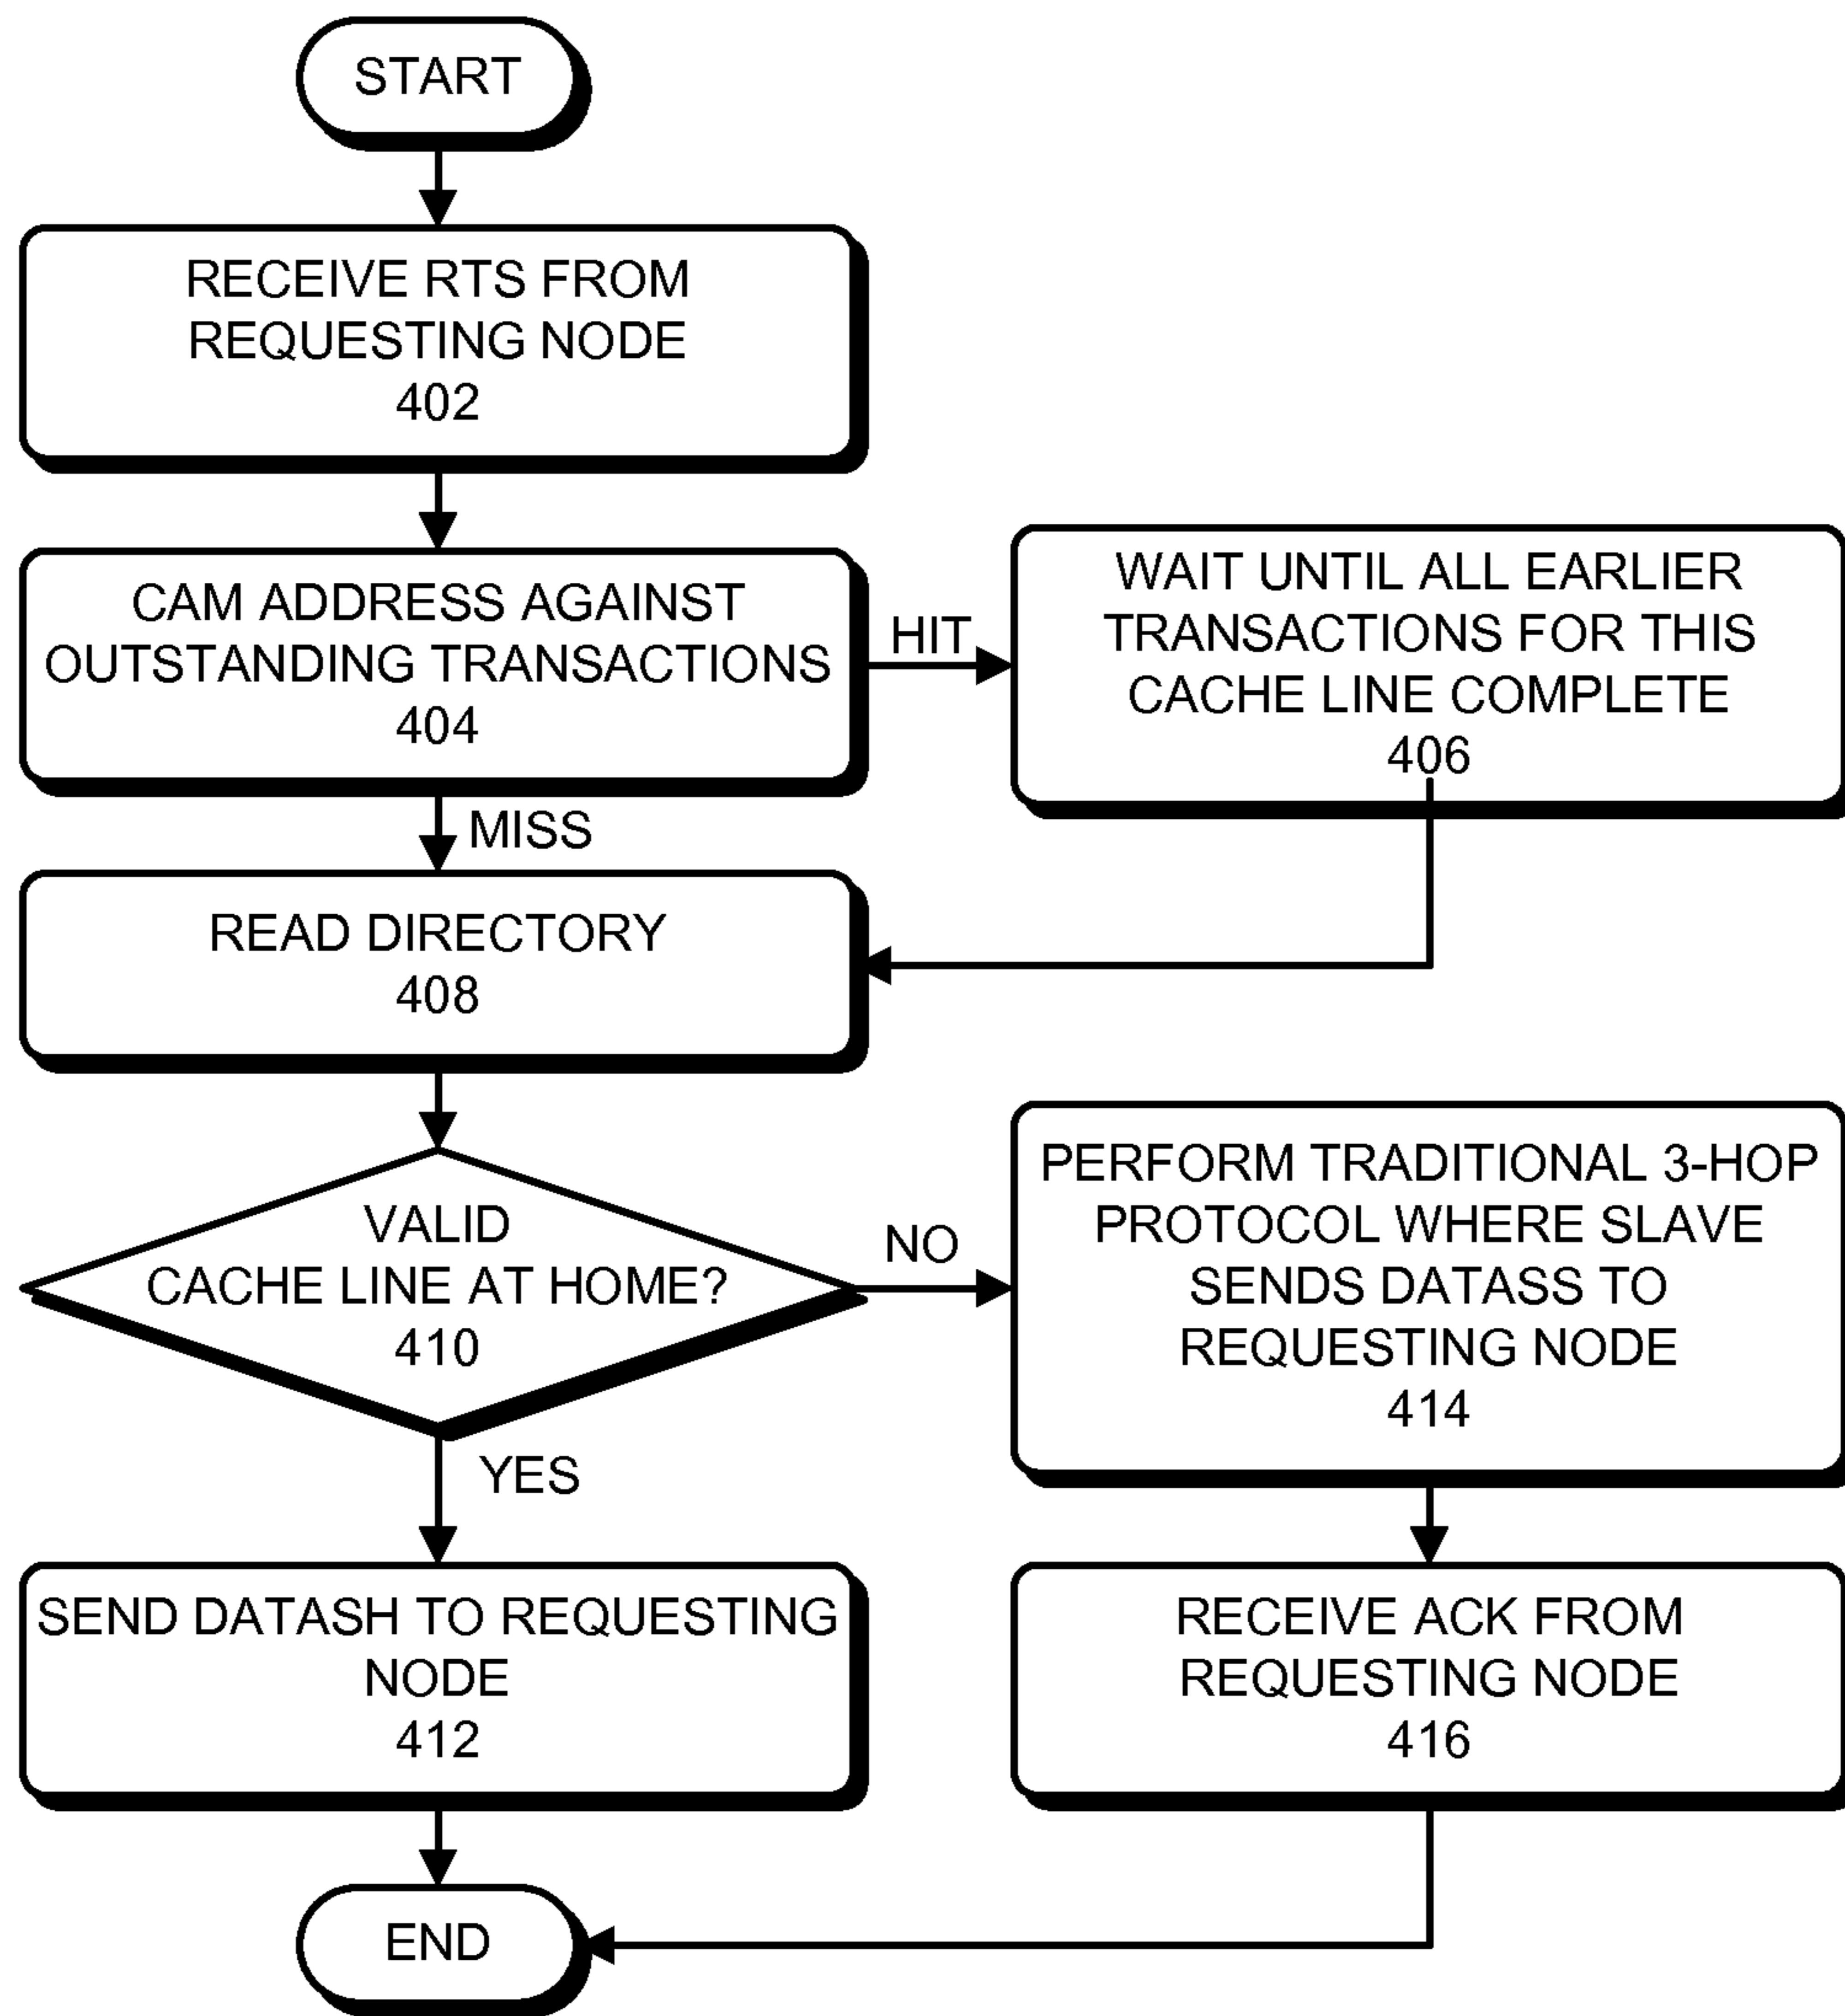 START
RECEIVE RTS FROM
REQUESTING NODE
402
CAM ADDRESS AGAINST
OUTSTANDING TRANSACTIONS
404
HIT
WAIT UNTIL ALL EARLIER
TRANSACTIONS FOR THIS
CACHE LINE COMPLETE
406
MISS
READ DIRECTORY
408
VALID
CACHE LINE AT HOME?
410
NO
PERFORM TRADITIONAL 3-HOP
PROTOCOL WHERE SLAVE
SENDS DATASS TO
REQUESTING NODE
414
YES
SEND DATASH TO REQUESTING
NODE
412
RECEIVE ACK FROM
REQUESTING NODE
416
END